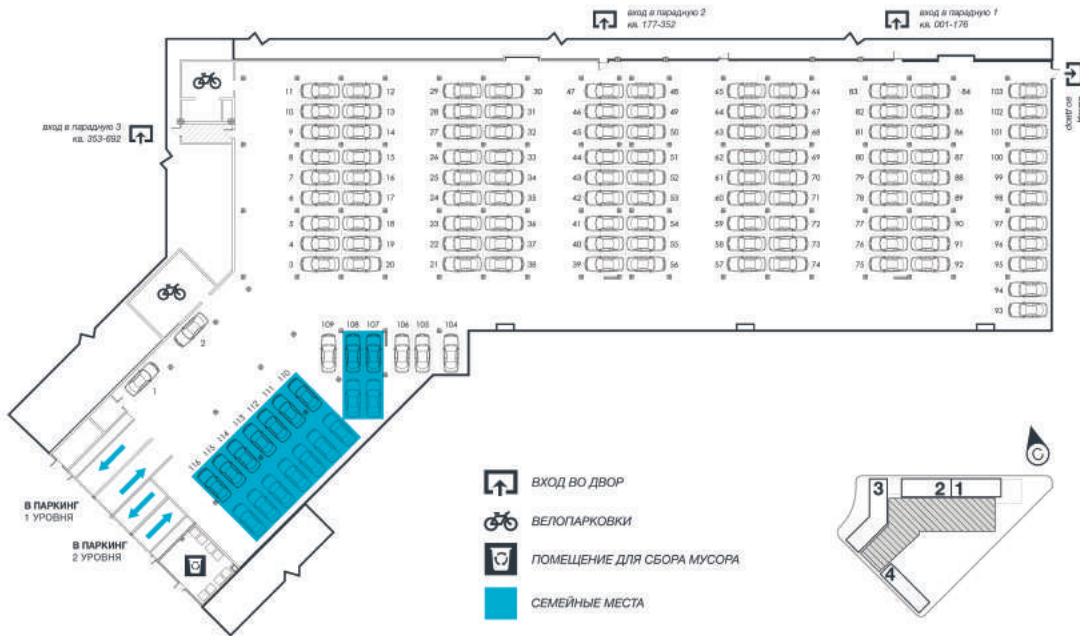 вход в парадную 2
кв. 177-352
вход в парадную 1
кв. 001-176
во двор
вход в парадную 3
кв. 353-692
11 12 29 30 47 48 65 66 83 84 103
10 13 28 31 46 49 64 67 82 85 102
9 14 27 32 45 50 63 68 81 86 101
8 15 26 33 44 51 62 69 80 87 100
7 16 25 34 43 52 61 70 79 88 99
6 17 24 35 42 53 60 71 78 89 98
5 18 23 36 41 54 59 72 77 90 97
4 19 22 37 40 55 58 73 76 91 96
3 20 21 38 39 56 57 74 75 92 95
94
93
109 108 107 106 105 104
2
1
116 115 114 113 112 111 110
В ПАРКИНГ
1 УРОВНЯ
В ПАРКИНГ
2 УРОВНЯ
ВХОД ВО ДВОР
ВЕЛОПАРКОВКИ
ПОМЕЩЕНИЕ ДЛЯ СБОРА МУСОРА
СЕМЕЙНЫЕ МЕСТА
3 2 1
4